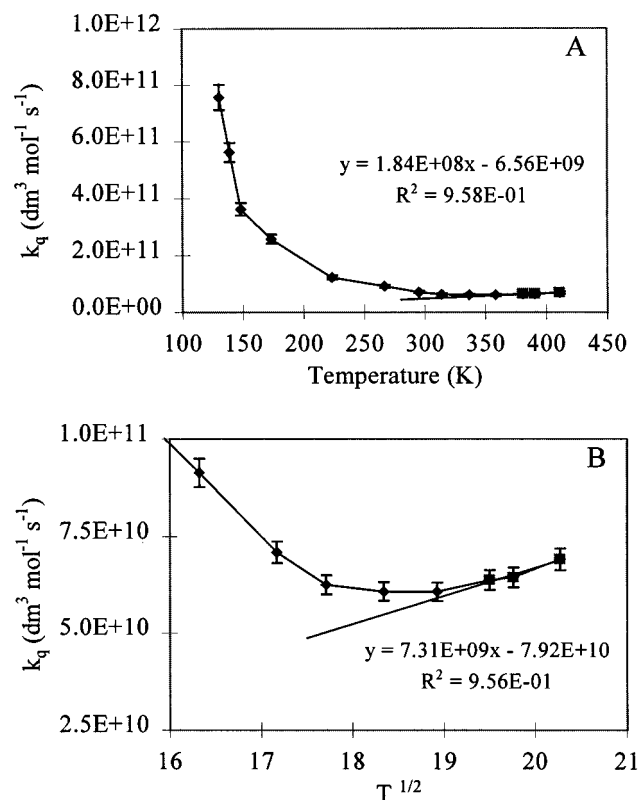 A
1.0E+12
8.0E+11
6.0E+11
4.0E+11
2.0E+11
0.0E+00
k_q (dm³ mol⁻¹ s⁻¹)
y = 1.84E+08x - 6.56E+09
R² = 9.58E-01
100 150 200 250 300 350 400 450
Temperature (K)
B
1.0E+11
7.5E+10
5.0E+10
2.5E+10
k_q (dm³ mol⁻¹ s⁻¹)
y = 7.31E+09x - 7.92E+10
R² = 9.56E-01
16 17 18 19 20 21
T 1/2